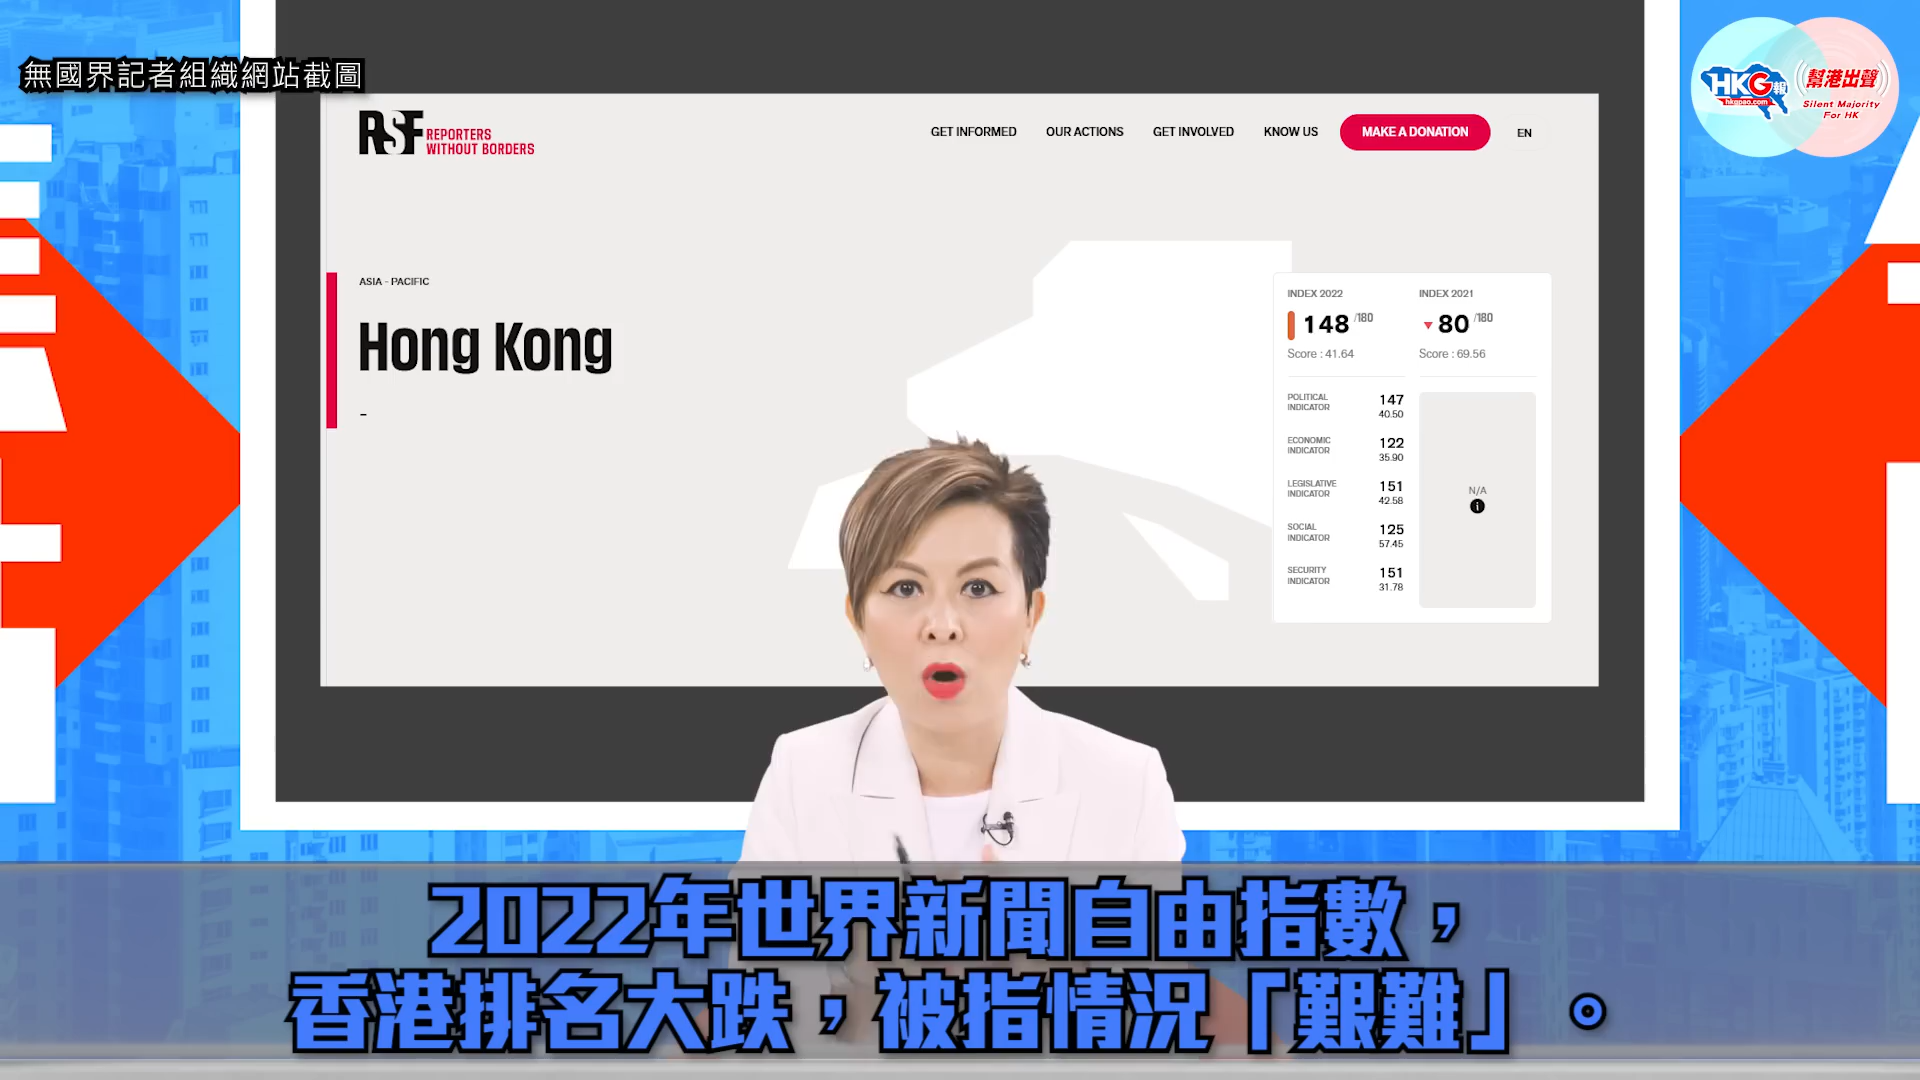 無國界記者組織網站截圖
HKG報
hkgpao.com
幫港出聲
Silent Majority
For HK
RSF REPORTERS
WITHOUT BORDERS
GET INFORMED OUR ACTIONS GET INVOLVED KNOW US MAKE A DONATION EN
ASIA - PACIFIC
Hong Kong
-
INDEX 2022 INDEX 2021
148 /180 80 /180
Score : 41.64 Score : 69.56
POLITICAL INDICATOR 147
40.50
ECONOMIC INDICATOR 122
35.90
LEGISLATIVE INDICATOR 151
42.58
SOCIAL INDICATOR 125
57.45
SECURITY INDICATOR 151
31.78
N/A
2022年世界新聞自由指數，
香港排名大跌，被指情況「艱難」。